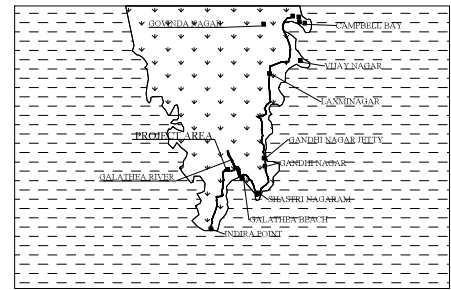 GOVINDA NAGAR
CAMPBELL BAY
VIJAY NAGAR
LAXMINAGAR
PROJECT AREA
GANDHI NAGAR JETTY
GANDHI NAGAR
GALATHEA RIVER
SHASTRI NAGARAM
GALATHEA BEACH
INDIRA POINT